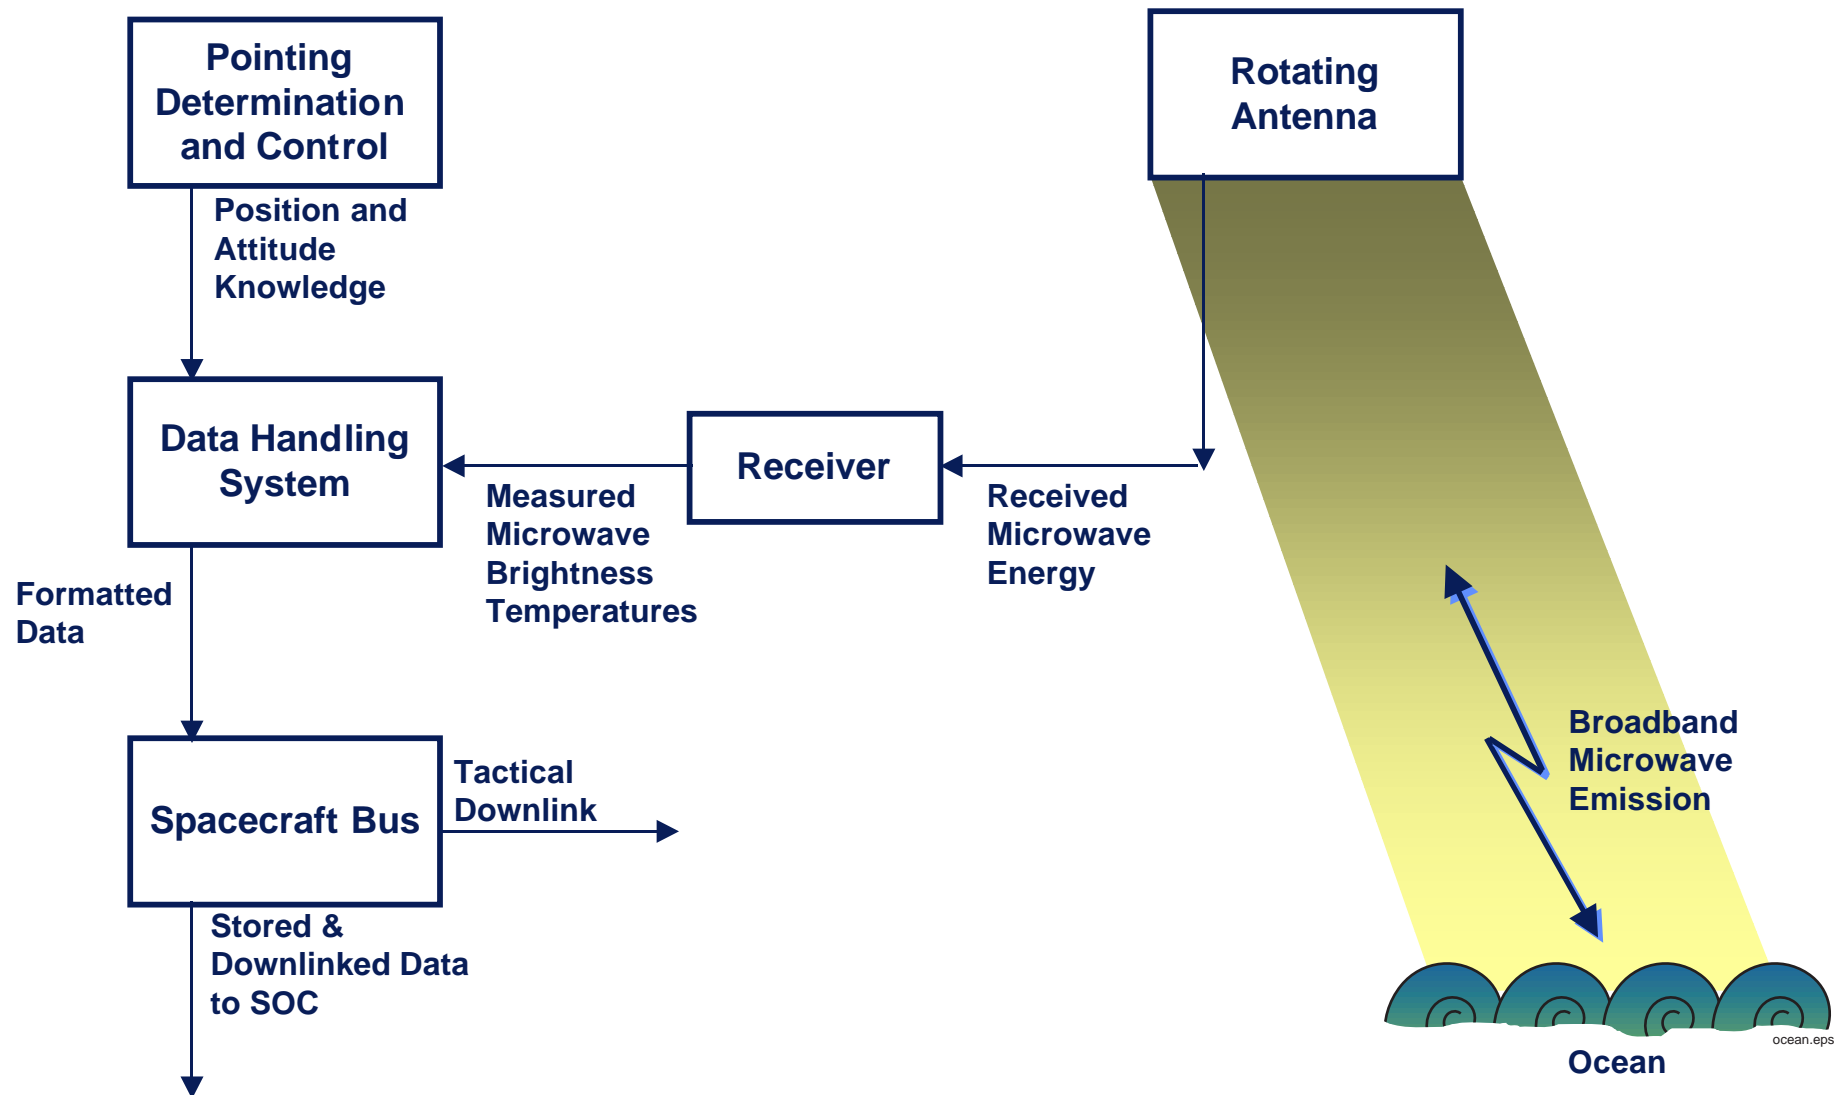 Pointing
Determination
and Control
Rotating
Antenna
Position and
Attitude
Knowledge
Data Handling
System
Receiver
Measured
Microwave
Brightness
Temperatures
Received
Microwave
Energy
Formatted
Data
Broadband
Microwave
Emission
Spacecraft Bus
Tactical
Downlink
Stored &
Downlinked Data
to SOC
ocean.eps
Ocean